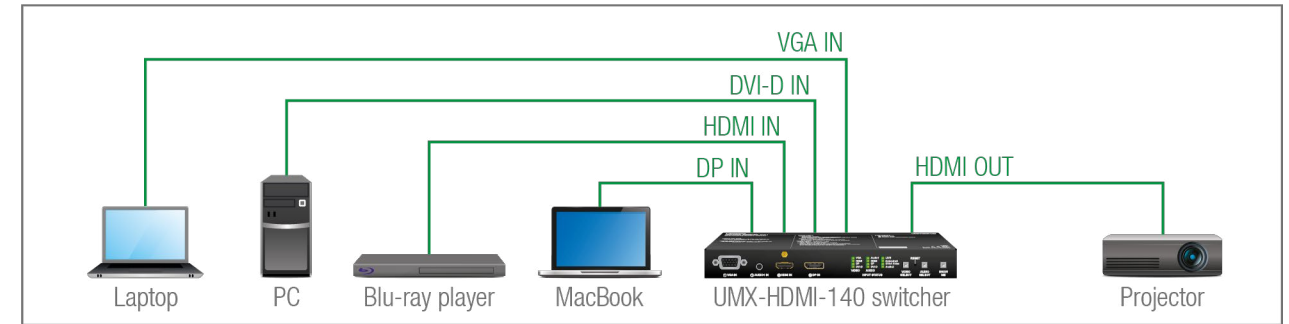 VGA IN
DVI-D IN
HDMI IN
DP IN
HDMI OUT
Laptop
PC
Blu-ray player
MacBook
UMX-HDMI-140 switcher
Projector